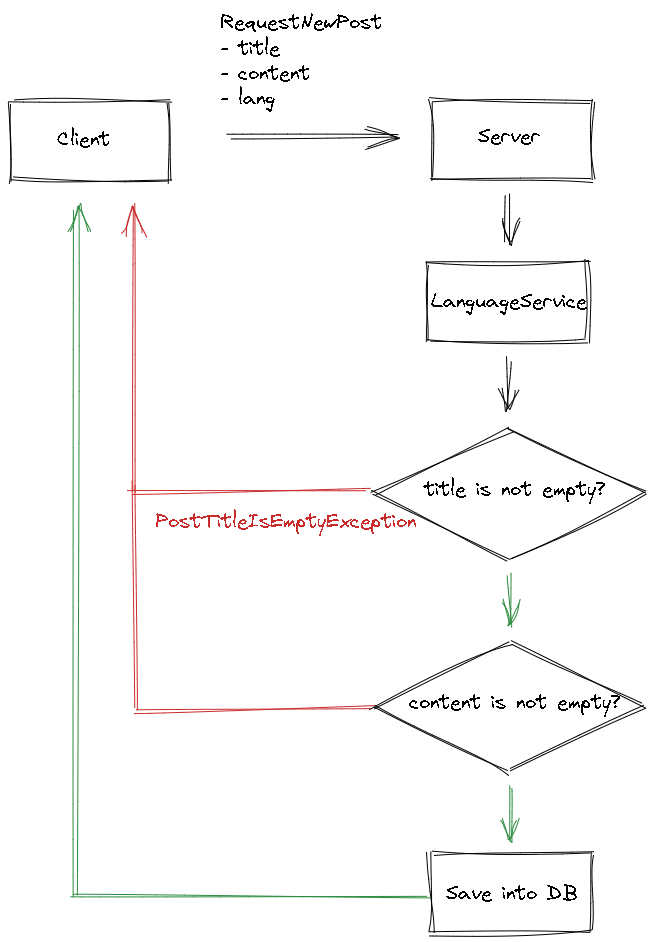 RequestNewPost
- title
- content
- lang
Client
Server
LanguageService
title is not empty?
PostTitleIsEmptyException
content is not empty?
Save into DB